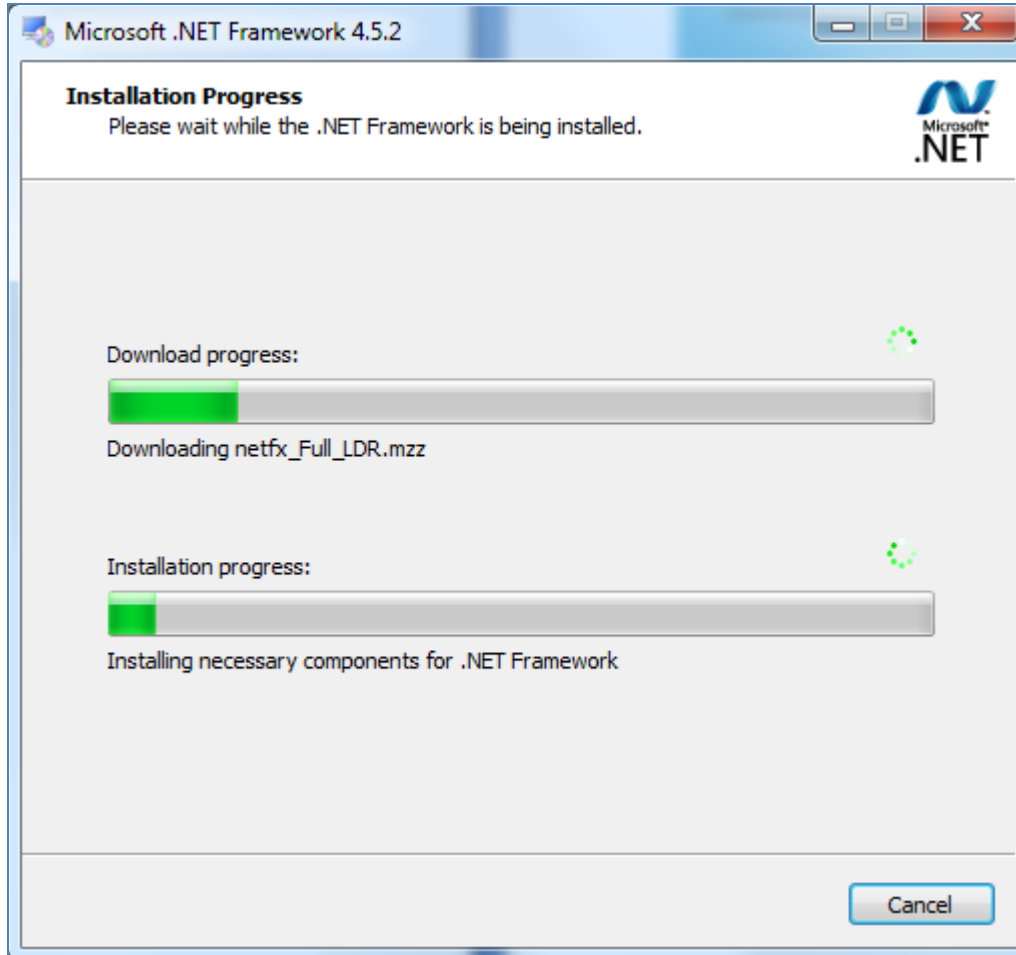 Microsoft .NET Framework 4.5.2
Installation Progress
Please wait while the .NET Framework is being installed.
Microsoft
.NET
Download progress:
Downloading netfx_Full_LDR.mzz
Installation progress:
Installing necessary components for .NET Framework
Cancel